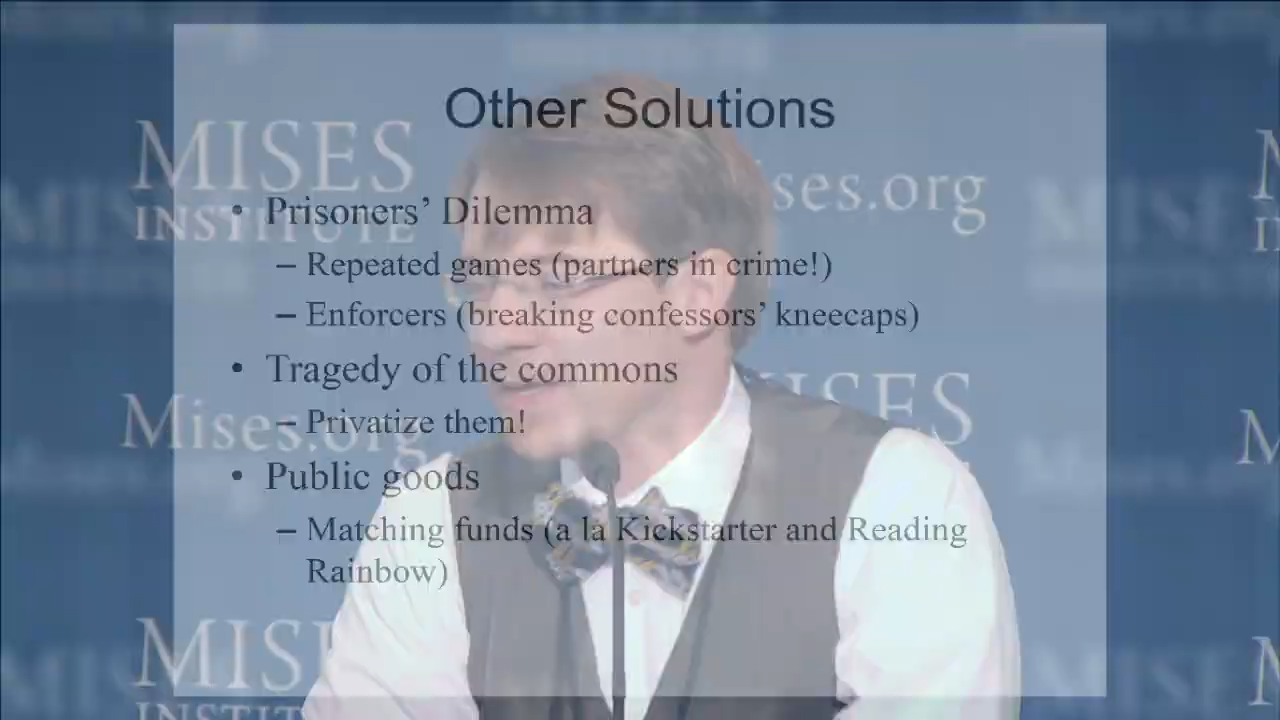 Other Solutions
MISES
INSTITUTE
ises.org
• Prisoners’ Dilemma
– Repeated games (partners in crime!)
– Enforcers (breaking confessors’ kneecaps)
• Tragedy of the commons
– Privatize them!
Mises.org
• Public goods
– Matching funds (a la Kickstarter and Reading
Rainbow)
MISES